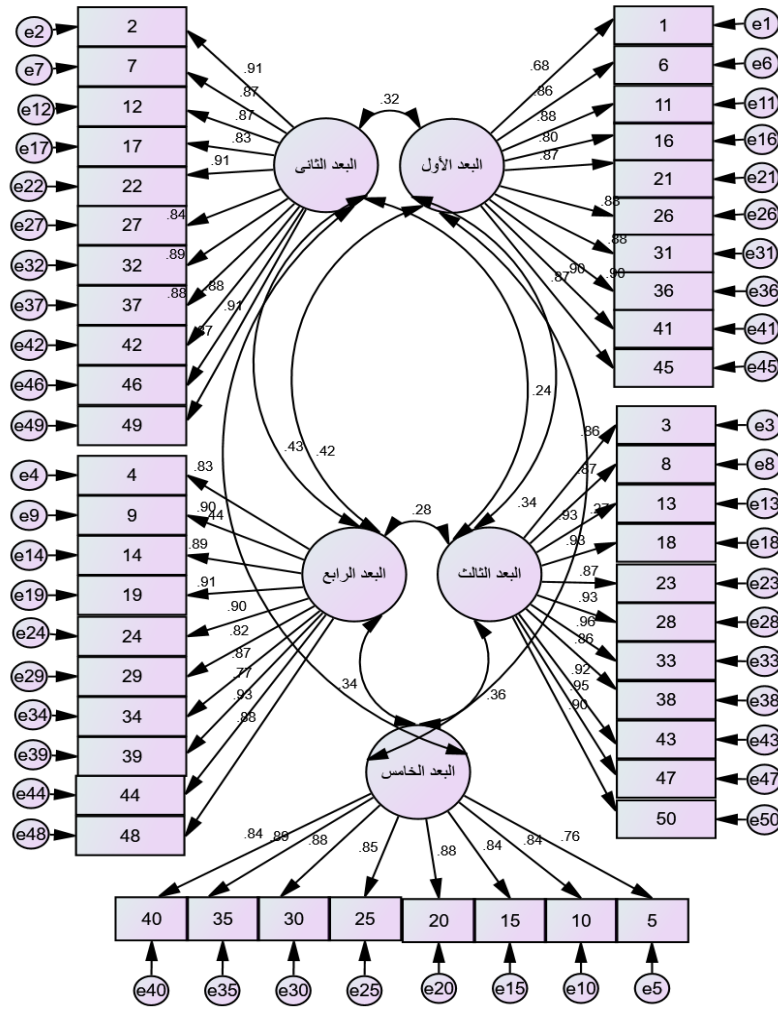 e2 2
e7 7
e12 12
e17 17
e22 22
e27 27
e32 32
e37 37
e42 42
e46 46
e49 49
.91
.87
.87
.83
.91
.84
.89
.88
.88
.91
البعد الثانى
.32
البعد الأول
.68
.86
.88
.80
.87
.88
.90
.87
1 e1
6 e6
11 e11
16 e16
21 e21
26 e26
31 e31
36 e36
41 e41
45 e45
.24
.43
.42
.34
.28
.44
e4 4
e9 9
e14 14
e19 19
e24 24
e29 29
e34 34
e39 39
e44 44
e48 48
.83
.90
.89
.91
.90
.82
.87
.77
.93
.88
البعد الرابع
البعد الثالث
.86
.87
.93
.93
.87
.93
.96
.86
.92
.95
.90
3 e3
8 e8
13 e13
18 e18
23 e23
28 e28
33 e33
38 e38
43 e43
47 e47
50 e50
.34
.36
البعد الخامس
.84
.89
.88
.85
.88
.84
.84
.76
40 35 30 25 20 15 10 5
e40 e35 e30 e25 e20 e15 e10 e5